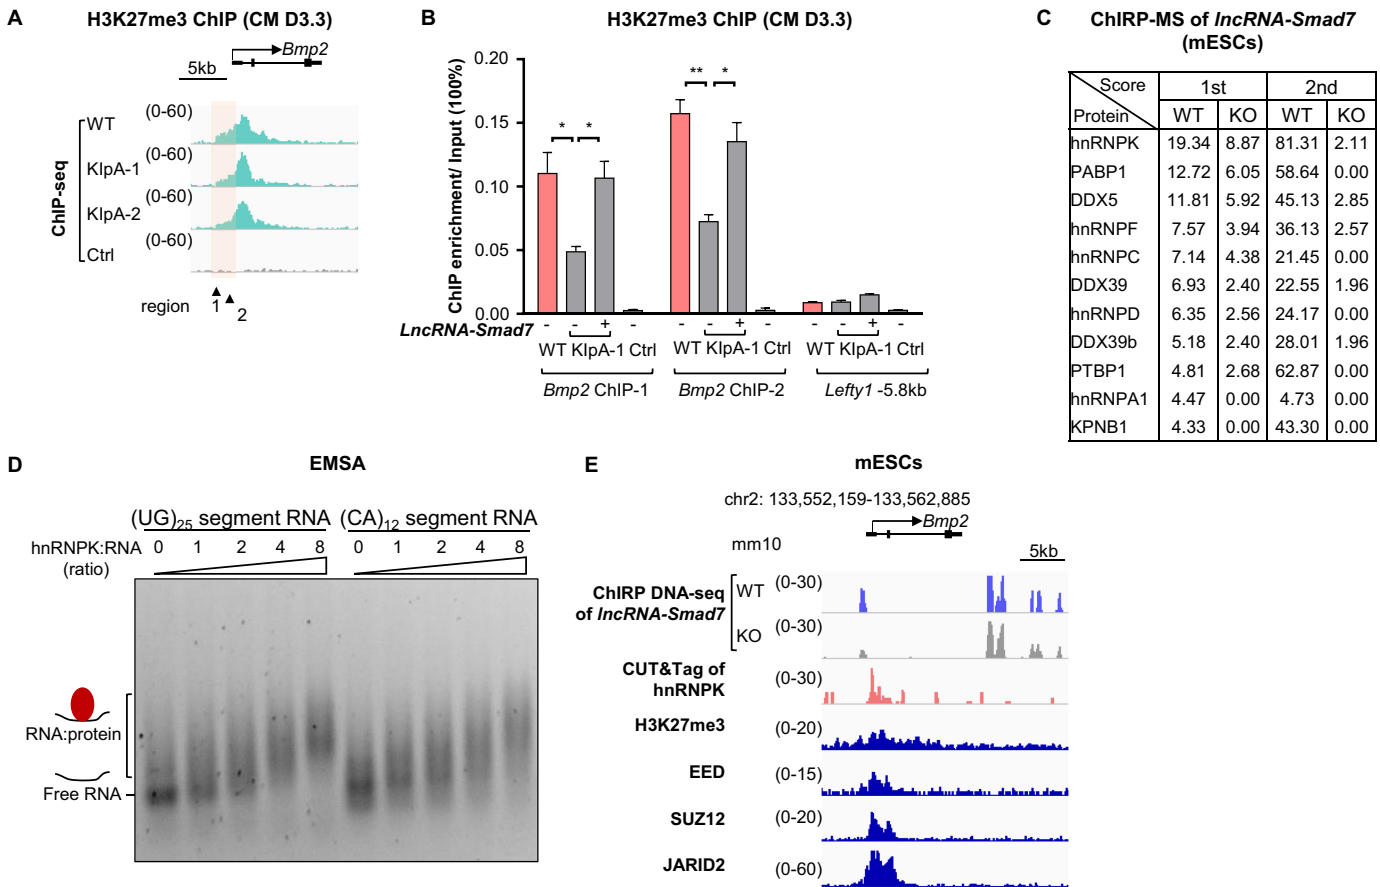 A
H3K27me3 ChIP (CM D3.3)
Bmp2
5kb
ChIP-seq
(0-60)
WT
(0-60)
KIpA-1
(0-60)
KIpA-2
(0-60)
Ctrl
region
1
2
B
H3K27me3 ChIP (CM D3.3)
ChIP enrichment/ Input (100%)
0.20
0.15
0.10
0.05
0.00
* * ** *
LncRNA-Smad7 - - + - - - + - - - + -
WT KIpA-1 Ctrl WT KIpA-1 Ctrl WT KIpA-1 Ctrl
Bmp2 ChIP-1 Bmp2 ChIP-2 Lefty1 -5.8kb
C
ChIRP-MS of lncRNA-Smad7
(mESCs)
Score 1st 2nd
Protein WT KO WT KO
hnRNPK 19.34 8.87 81.31 2.11
PABP1 12.72 6.05 58.64 0.00
DDX5 11.81 5.92 45.13 2.85
hnRNPF 7.57 3.94 36.13 2.57
hnRNPC 7.14 4.38 21.45 0.00
DDX39 6.93 2.40 22.55 1.96
hnRNPD 6.35 2.56 24.17 0.00
DDX39b 5.18 2.40 28.01 1.96
PTBP1 4.81 2.68 62.87 0.00
hnRNPA1 4.47 0.00 4.73 0.00
KPNB1 4.33 0.00 43.30 0.00
D
EMSA
(UG)25 segment RNA (CA)12 segment RNA
hnRNPK:RNA 0 1 2 4 8 0 1 2 4 8
(ratio)
RNA:protein
Free RNA
E
mESCs
chr2: 133,552,159-133,562,885
Bmp2
mm10
5kb
ChIRP DNA-seq
of lncRNA-Smad7
WT (0-30)
KO (0-30)
CUT&Tag of
hnRNPK
(0-30)
H3K27me3
(0-20)
EED (0-15)
SUZ12 (0-20)
JARID2 (0-60)